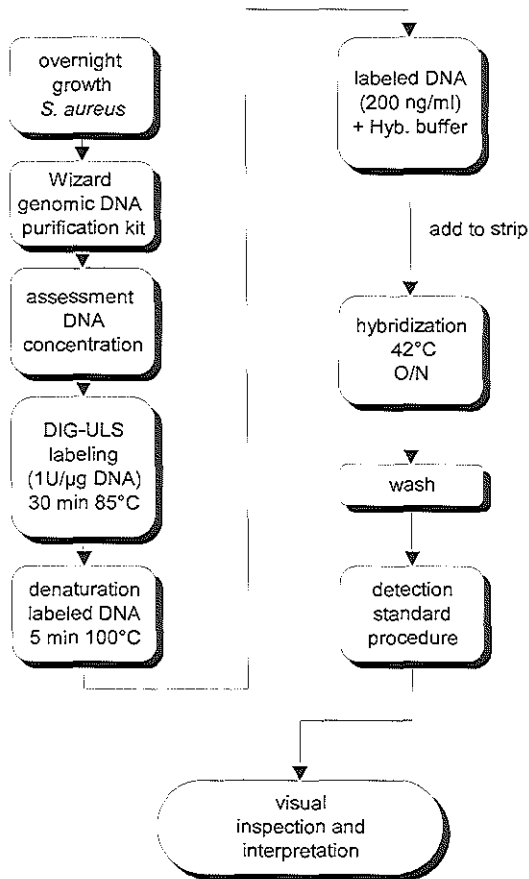 overnight
growth
S. aureus
Wizard
genomic DNA
purification kit
assessment
DNA
concentration
DIG-ULS
labeling
(1U/µg DNA)
30 min 85°C
denaturation
labeled DNA
5 min 100°C
labeled DNA
(200 ng/ml)
+ Hyb. buffer
add to strip
hybridization
42°C
O/N
wash
detection
standard
procedure
visual
inspection and
interpretation